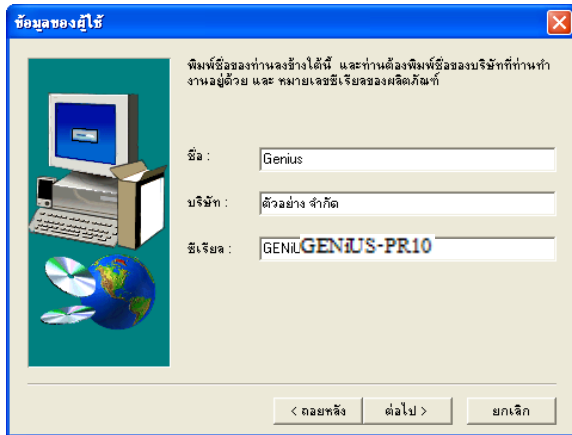 ข้อมูลของผู้ใช้
พิมพ์ชื่อของท่านลงข้างใต้นี้ และท่านต้องพิมพ์ชื่อของบริษัทที่ท่านทำ
งานอยู่ด้วย และ หมายเลขซีเรียลของผลิตภัณฑ์
ชื่อ : Genius
บริษัท : ตัวอย่าง จำกัด
ซีเรียล : GENiUS-PR10
< ถอยหลัง ต่อไป > ยกเลิก